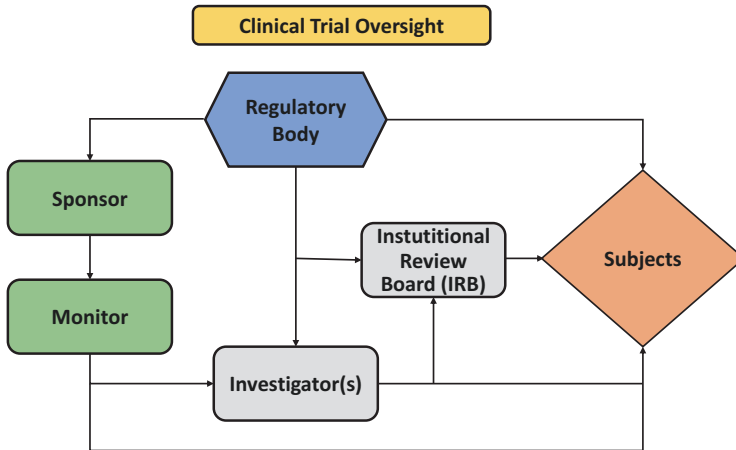 Clinical Trial Oversight
Regulatory
Body
Sponsor
Instutitional
Review
Board (IRB)
Subjects
Monitor
Investigator(s)